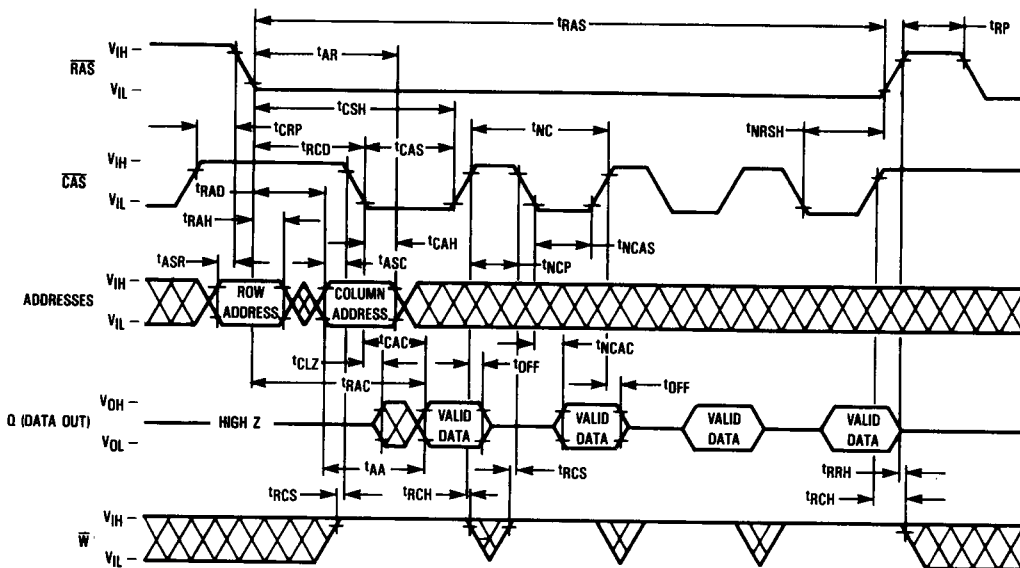 tRAS
tRP
VIH
tAR
RAS
VIL
tCSH
tCRP
tNC
tNRSH
tRCD
tCAS
VIH
CAS
tRAD
VIL
tRAH
tCAH
tNCAS
tASR
tASC
tNCP
VIH
ROW
COLUMN
ADDRESSES
ADDRESS
ADDRESS
VIL
tCAC
tNCAC
tCLZ
tOFF
tRAC
tOFF
VOH
VALID
VALID
VALID
VALID
Q (DATA OUT)
HIGH Z
DATA
DATA
DATA
DATA
VOL
tAA
tRCS
tRRH
tRCS
tRCH
tRCH
VIH
W
VIL